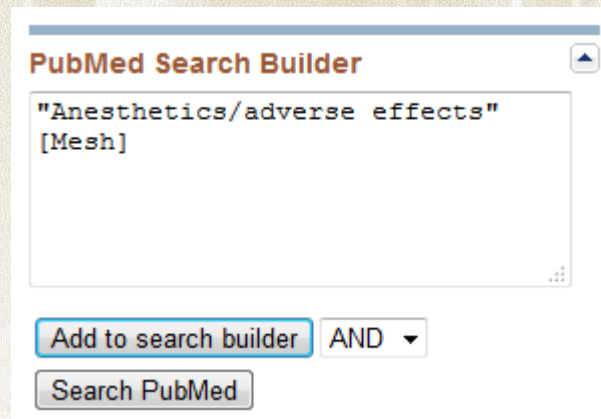 PubMed Search Builder
"Anesthetics/adverse effects"
[Mesh]
Add to search builder AND
Search PubMed